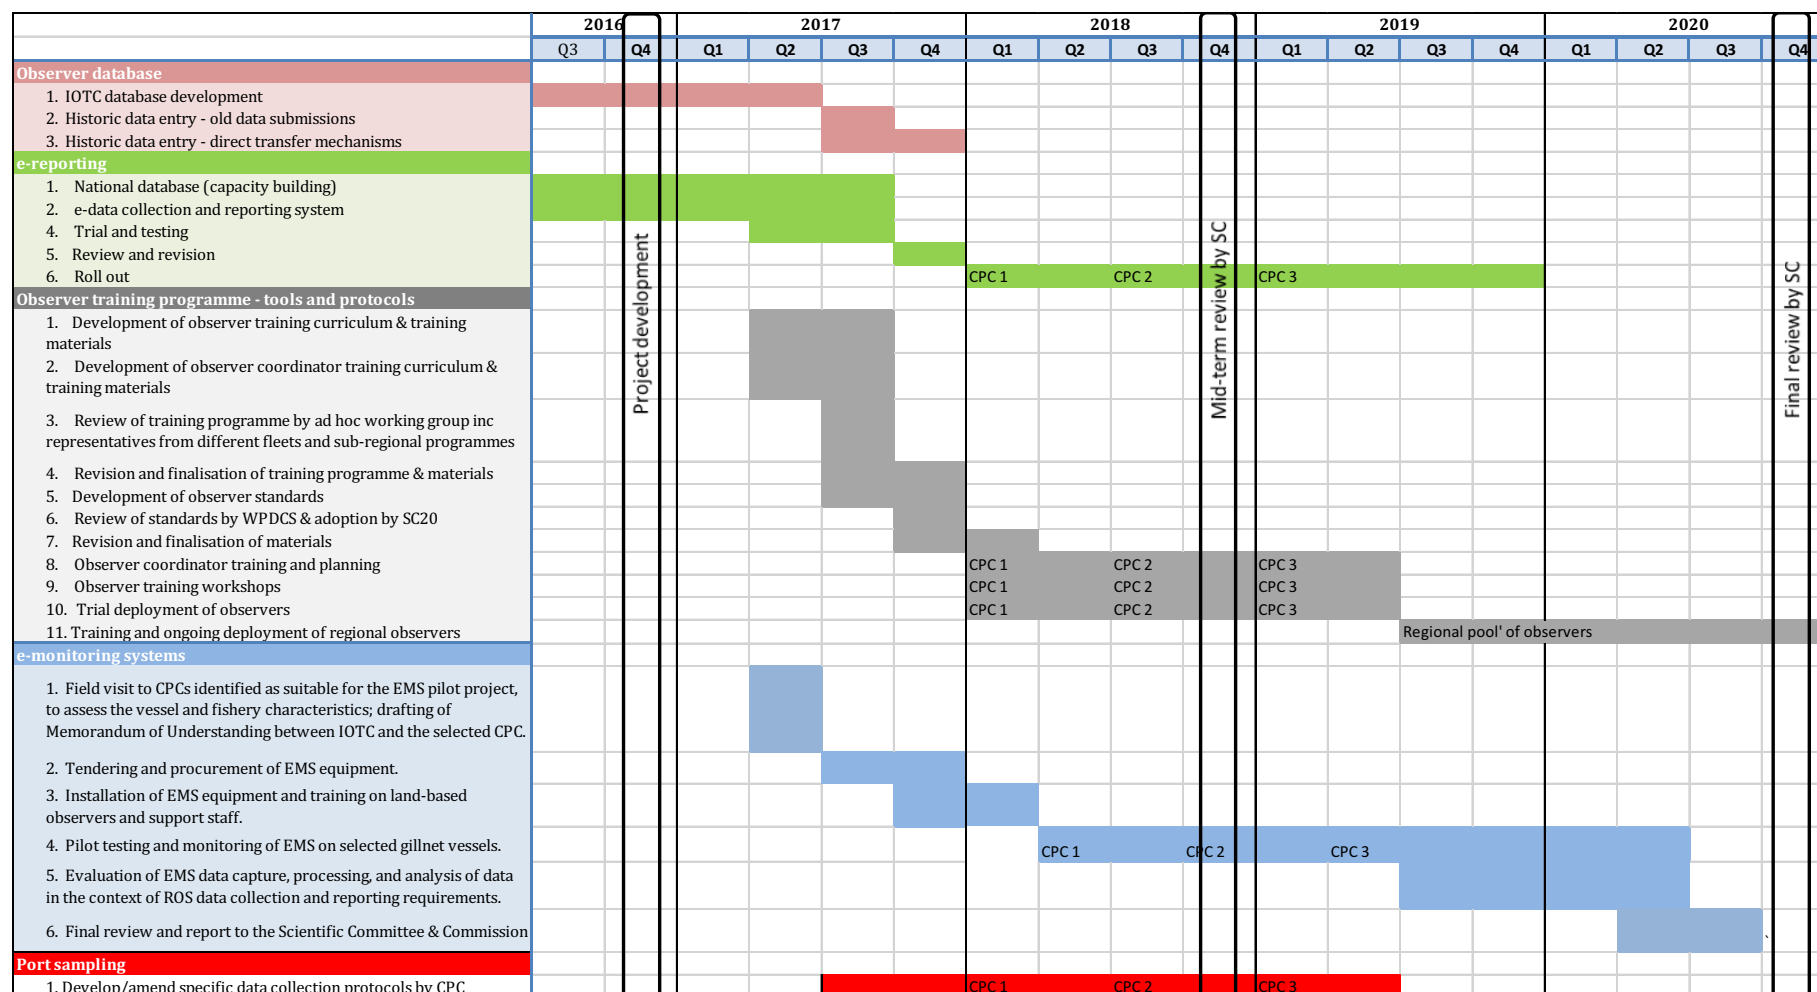 2016 2017 2018 2019 2020
Q3 Q4 Q1 Q2 Q3 Q4 Q1 Q2 Q3 Q4 Q1 Q2 Q3 Q4 Q1 Q2 Q3 Q4
Observer database
1. IOTC database development
2. Historic data entry - old data submissions
3. Historic data entry - direct transfer mechanisms
e-reporting
1. National database (capacity building)
2. e-data collection and reporting system
4. Trial and testing
5. Review and revision
6. Roll out CPC 1 CPC 2 CPC 3
Observer training programme - tools and protocols
1. Development of observer training curriculum & training
materials
2. Development of observer coordinator training curriculum &
training materials
3. Review of training programme by ad hoc working group inc
representatives from different fleets and sub-regional programmes
4. Revision and finalisation of training programme & materials
5. Development of observer standards
6. Review of standards by WPDCS & adoption by SC20
7. Revision and finalisation of materials
8. Observer coordinator training and planning CPC 1 CPC 2 CPC 3
9. Observer training workshops CPC 1 CPC 2 CPC 3
10. Trial deployment of observers CPC 1 CPC 2 CPC 3
11. Training and ongoing deployment of regional observers Regional pool' of observers
e-monitoring systems
1. Field visit to CPCs identified as suitable for the EMS pilot project,
to assess the vessel and fishery characteristics; drafting of
Memorandum of Understanding between IOTC and the selected CPC.
2. Tendering and procurement of EMS equipment.
3. Installation of EMS equipment and training on land-based
observers and support staff.
4. Pilot testing and monitoring of EMS on selected gillnet vessels. CPC 1 CPC 2 CPC 3
5. Evaluation of EMS data capture, processing, and analysis of data
in the context of ROS data collection and reporting requirements.
6. Final review and report to the Scientific Committee & Commission `
Port sampling
1. Develop/amend specific data collection protocols by CPC CPC 1 CPC 2 CPC 3
Project development
Mid-term review by SC
Final review by SC